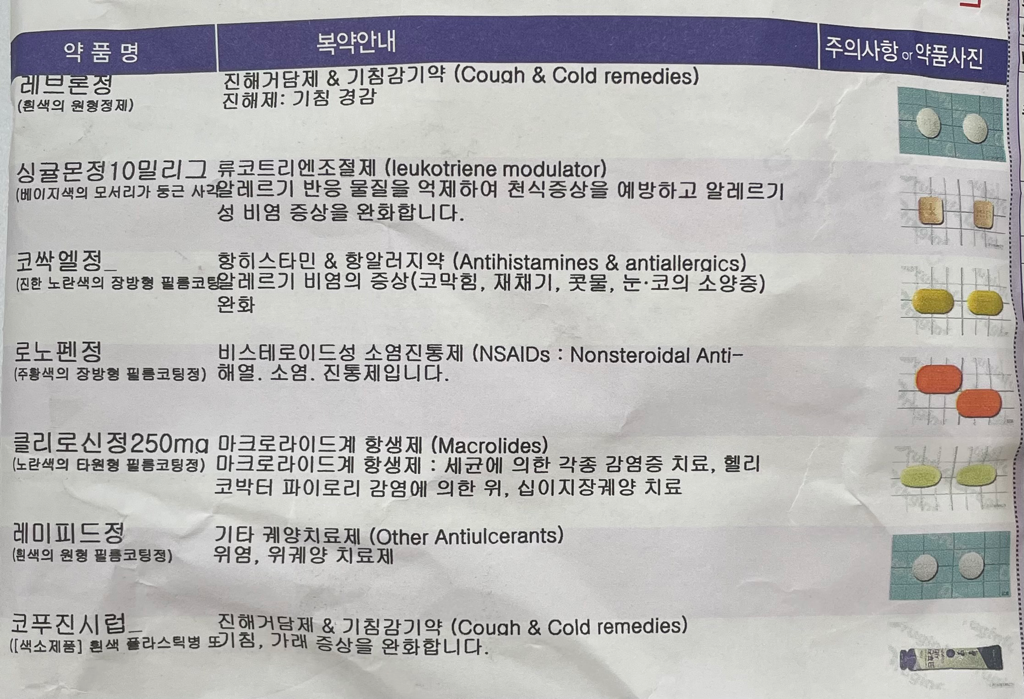 약 품 명 복약안내 주의사항 or 약품사진
레브론정 진해거담제 & 기침감기약 (Cough & Cold remedies)
(흰색의 원형정제) 진해제: 기침 경감
싱귤몬정10밀리그 류코트리엔조절제 (leukotriene modulator)
(베이지색의 모서리가 둥근 사각 알레르기 반응 물질을 억제하여 천식증상을 예방하고 알레르기
성 비염 증상을 완화합니다.
코싹엘정_ 항히스타민 & 항알러지약 (Antihistamines & antiallergics)
(진한 노란색의 장방형 필름코팅 알레르기 비염의 증상(코막힘, 재채기, 콧물, 눈·코의 소양증)
완화
로노펜정 비스테로이드성 소염진통제 (NSAIDs : Nonsteroidal Anti-
(주황색의 장방형 필름코팅정) 해열. 소염. 진통제입니다.
클리로신정250mg 마크로라이드계 항생제 (Macrolides)
(노란색의 타원형 필름코팅정) 마크로라이드계 항생제 : 세균에 의한 각종 감염증 치료, 헬리
코박터 파이로리 감염에 의한 위, 십이지장궤양 치료
레미피드정 기타 궤양치료제 (Other Antiulcerants)
(흰색의 원형 필름코팅정) 위염, 위궤양 치료제
코푸진시럽_ 진해거담제 & 기침감기약 (Cough & Cold remedies)
([색소제품] 흰색 플라스틱병 또 기침, 가래 증상을 완화합니다.